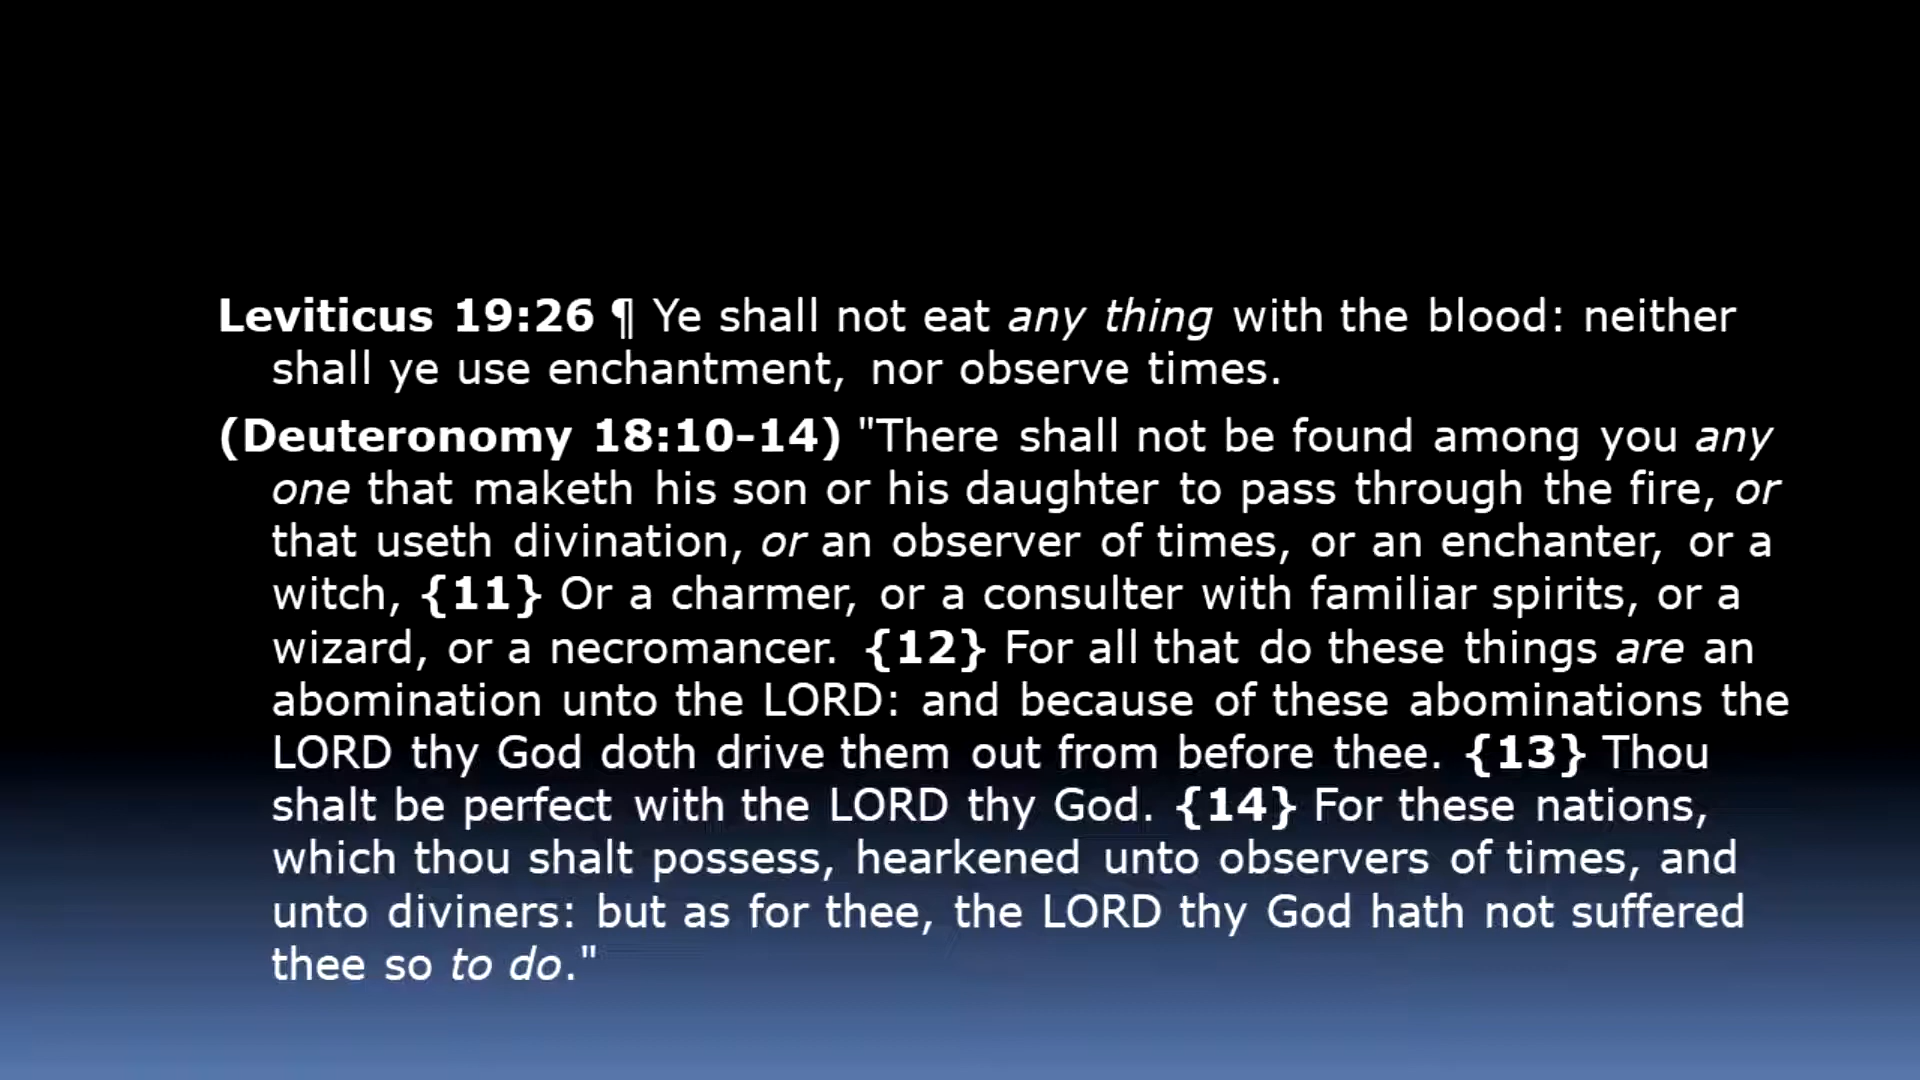 Leviticus 19:26 ¶ Ye shall not eat any thing with the blood: neither
shall ye use enchantment, nor observe times.
(Deuteronomy 18:10-14) "There shall not be found among you any
one that maketh his son or his daughter to pass through the fire, or
that useth divination, or an observer of times, or an enchanter, or a
witch, {11} Or a charmer, or a consulter with familiar spirits, or a
wizard, or a necromancer. {12} For all that do these things are an
abomination unto the LORD: and because of these abominations the
LORD thy God doth drive them out from before thee. {13} Thou
shalt be perfect with the LORD thy God. {14} For these nations,
which thou shalt possess, hearkened unto observers of times, and
unto diviners: but as for thee, the LORD thy God hath not suffered
thee so to do."